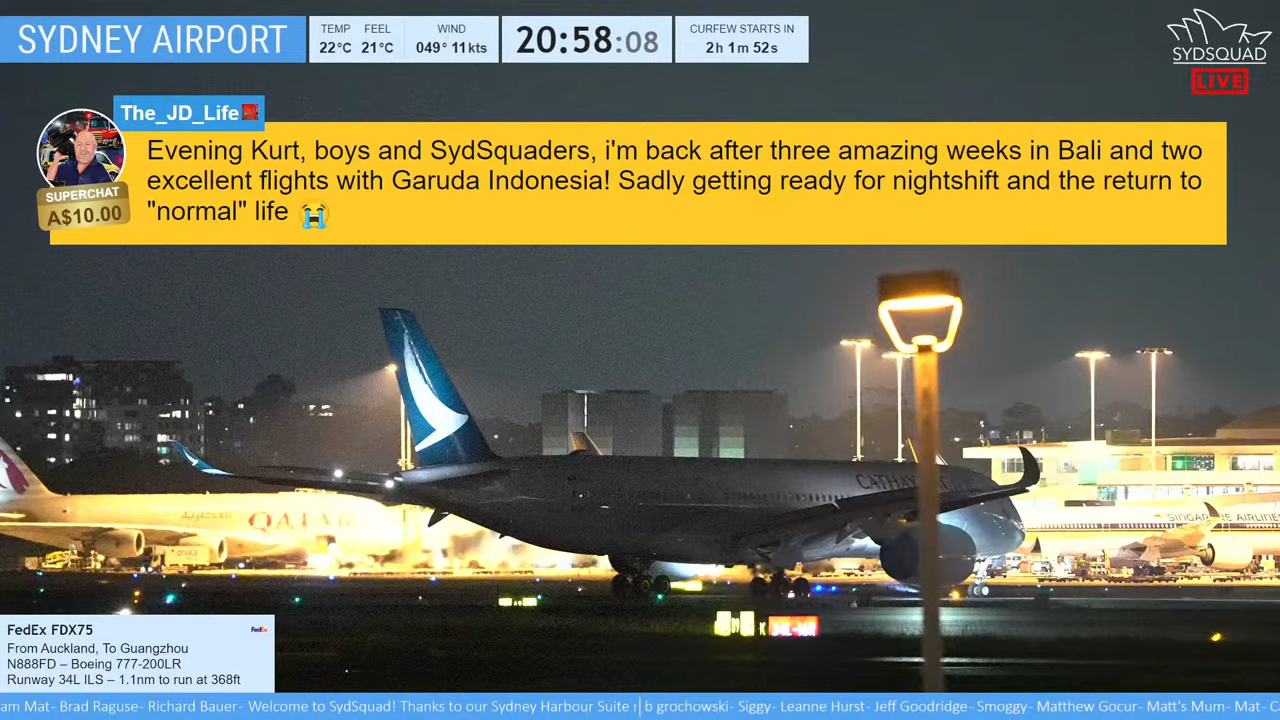 SYDNEY AIRPORT
TEMP FEEL WIND
22°C 21°C 049° 11 kts
20:58:08
CURFEW STARTS IN
2h 1m 52s
SYDSQUAD
LIVE
The_JD_Life
Evening Kurt, boys and SydSquaders, i'm back after three amazing weeks in Bali and two
excellent flights with Garuda Indonesia! Sadly getting ready for nightshift and the return to
"normal" life 😭
SUPERCHAT
A$10.00
CATHAY
القطرية
QATAR
SINGAPORE AIRLINES
34L-16R
FedEx FDX75
FedEx
From Auckland, To Guangzhou
N888FD – Boeing 777-200LR
Runway 34L ILS – 1.1nm to run at 368ft
am Mat- Brad Raguse- Richard Bauer- Welcome to SydSquad! Thanks to our Sydney Harbour Suite b grochowski- Siggy- Leanne Hurst- Jeff Goodridge- Smoggy- Matthew Gocur- Matt's Mum- Mat- C